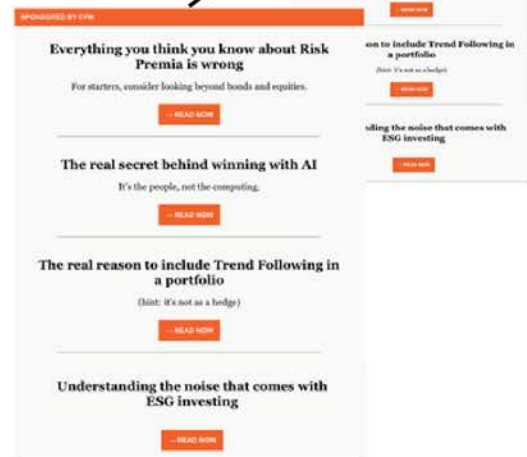 SPONSORED BY CFM
Everything you think you know about Risk
Premia is wrong
For starters, consider looking beyond bonds and equities.
→ READ NOW
The real secret behind winning with AI
It's the people, not the computing.
→ READ NOW
The real reason to include Trend Following in
a portfolio
(hint: it's not as a hedge)
→ READ NOW
Understanding the noise that comes with
ESG investing
→ READ NOW
→ READ NOW
on to include Trend Following in
a portfolio
(hint: it's not as a hedge)
→ READ NOW
nding the noise that comes with
ESG investing
→ READ NOW